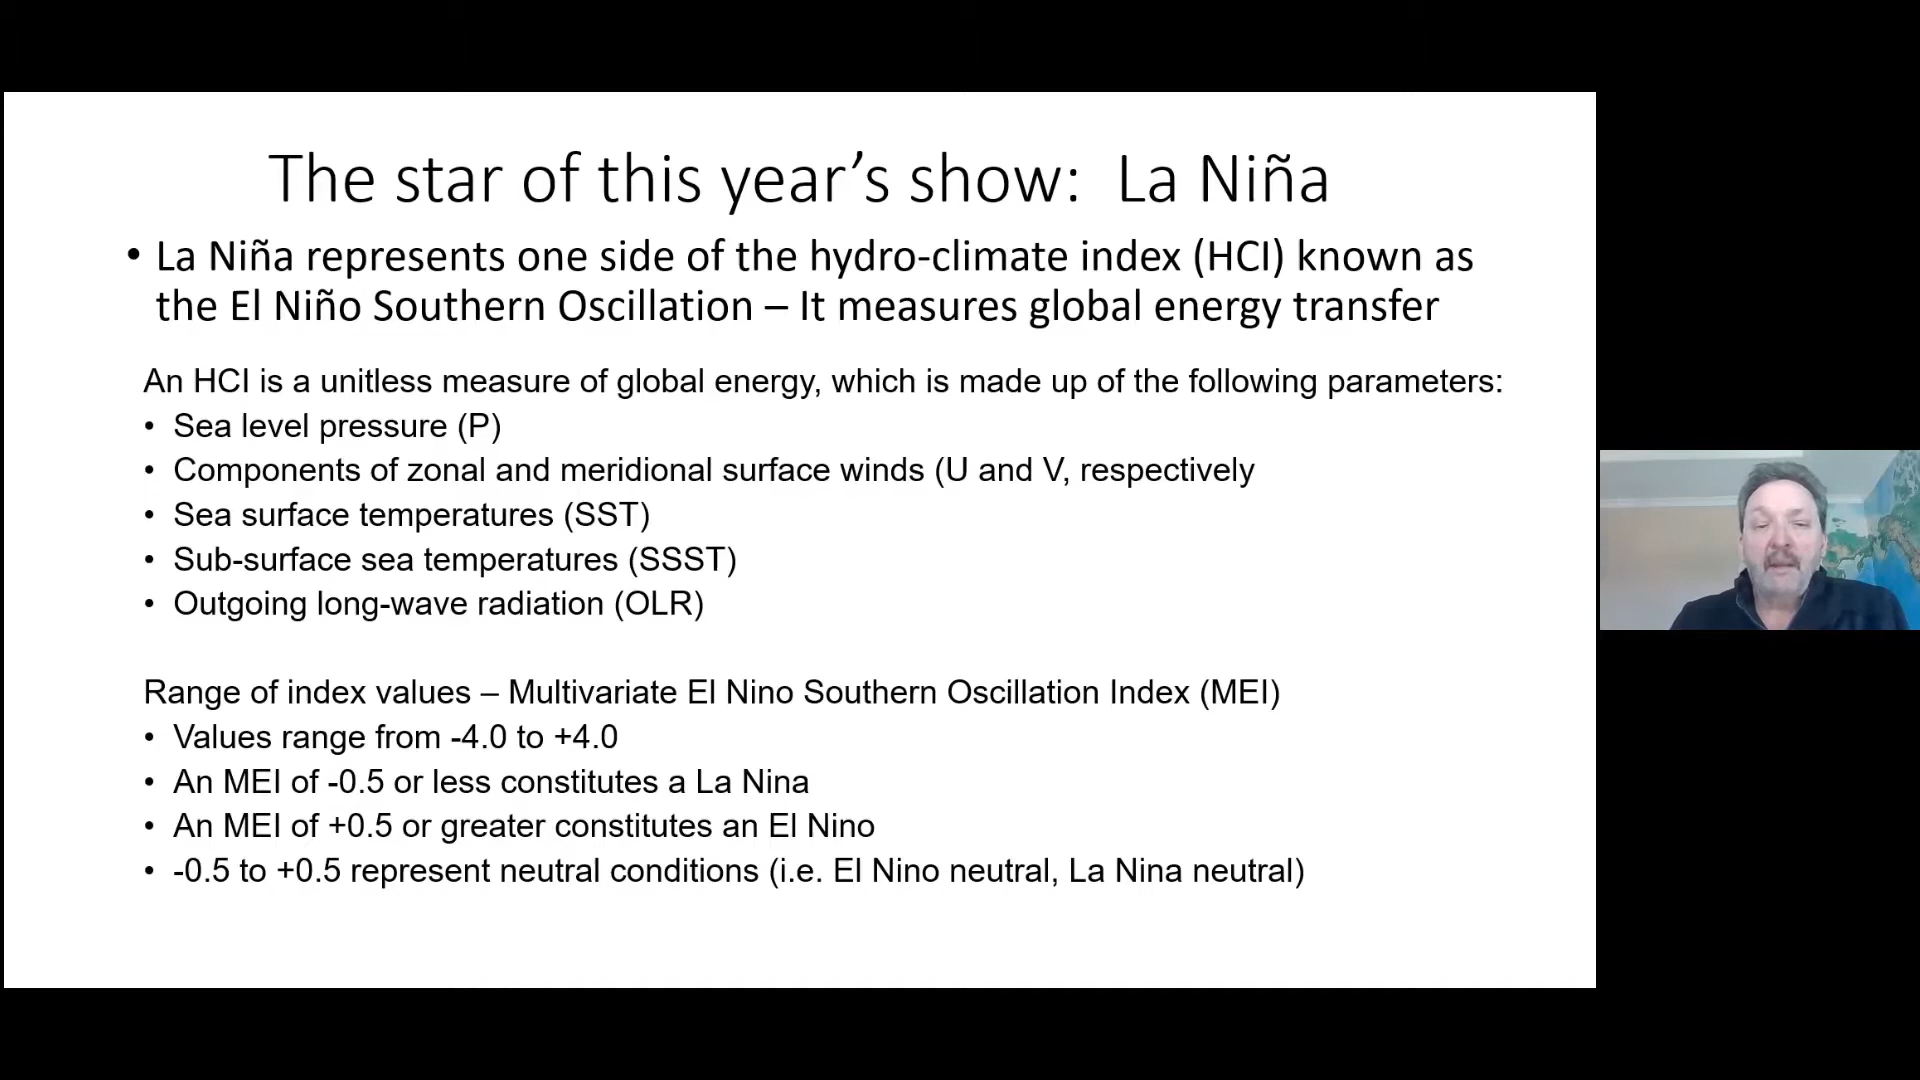 The star of this year’s show:  La Niña
• La Niña represents one side of the hydro-climate index (HCI) known as
the El Niño Southern Oscillation – It measures global energy transfer
An HCI is a unitless measure of global energy, which is made up of the following parameters:
• Sea level pressure (P)
• Components of zonal and meridional surface winds (U and V, respectively
• Sea surface temperatures (SST)
• Sub-surface sea temperatures (SSST)
• Outgoing long-wave radiation (OLR)
Range of index values – Multivariate El Nino Southern Oscillation Index (MEI)
• Values range from -4.0 to +4.0
• An MEI of -0.5 or less constitutes a La Nina
• An MEI of +0.5 or greater constitutes an El Nino
• -0.5 to +0.5 represent neutral conditions (i.e. El Nino neutral, La Nina neutral)